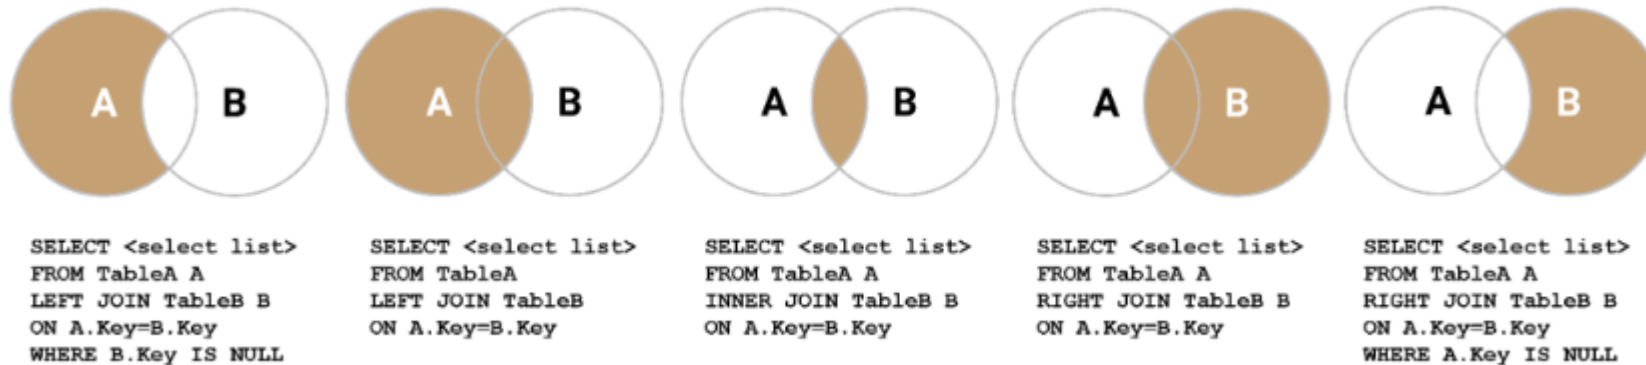 A B
A B
A B
A B
A B
SELECT <select list>
FROM TableA A
LEFT JOIN TableB B
ON A.Key=B.Key
WHERE B.Key IS NULL
SELECT <select list>
FROM TableA
LEFT JOIN TableB
ON A.Key=B.Key
SELECT <select list>
FROM TableA A
INNER JOIN TableB B
ON A.Key=B.Key
SELECT <select list>
FROM TableA A
RIGHT JOIN TableB B
ON A.Key=B.Key
SELECT <select list>
FROM TableA A
RIGHT JOIN TableB B
ON A.Key=B.Key
WHERE A.Key IS NULL